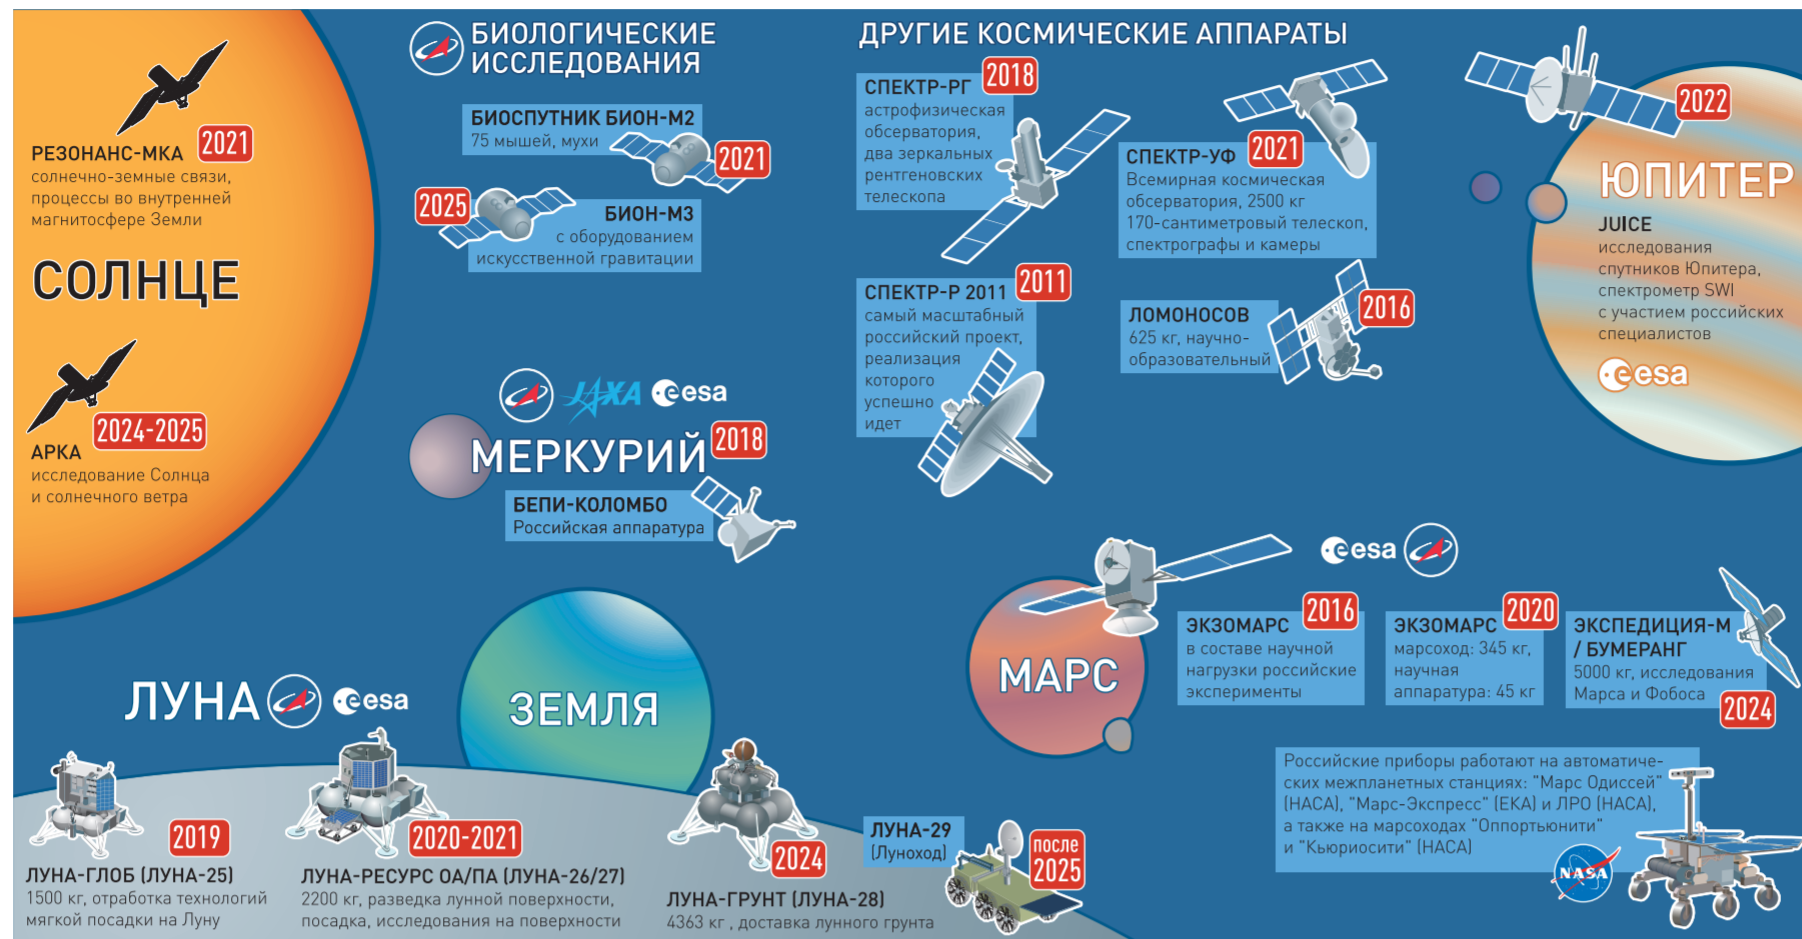 РЕЗОНАНС-МКА
2021
солнечно-земные связи,
процессы во внутренней
магнитосфере Земли
СОЛНЦЕ
2024-2025
АРКА
исследование Солнца
и солнечного ветра
БИОЛОГИЧЕСКИЕ
ИССЛЕДОВАНИЯ
БИОСПУТНИК БИОН-М2
75 мышей, мухи
2021
2025
БИОН-М3
с оборудованием
искусственной гравитации
JAXA
esa
МЕРКУРИЙ
2018
БЕПИ-КОЛОМБО
Российская аппаратура
ДРУГИЕ КОСМИЧЕСКИЕ АППАРАТЫ
СПЕКТР-РГ
2018
астрофизическая
обсерватория,
два зеркальных
рентгеновских
телескопа
СПЕКТР-УФ
2021
Всемирная космическая
обсерватория, 2500 кг
170-сантиметровый телескоп,
спектрографы и камеры
СПЕКТР-Р 2011
2011
самый масштабный
российский проект,
реализация
которого
успешно
идет
ЛОМОНОСОВ
2016
625 кг, научно-
образовательный
2022
ЮПИТЕР
JUICE
исследования
спутников Юпитера,
спектрометр SWI
с участием российских
специалистов
esa
ЛУНА
esa
ЗЕМЛЯ
2019
ЛУНА-ГЛОБ (ЛУНА-25)
1500 кг, отработка технологий
мягкой посадки на Луну
2020-2021
ЛУНА-РЕСУРС ОА/ПА (ЛУНА-26/27)
2200 кг, разведка лунной поверхности,
посадка, исследования на поверхности
2024
ЛУНА-ГРУНТ (ЛУНА-28)
4363 кг , доставка лунного грунта
ЛУНА-29
(Луноход)
после
2025
МАРС
esa
ЭКЗОМАРС
2016
в составе научной
нагрузки российские
эксперименты
ЭКЗОМАРС
2020
марсоход: 345 кг,
научная
аппаратура: 45 кг
ЭКСПЕДИЦИЯ-М
/ БУМЕРАНГ
5000 кг, исследования
Марса и Фобоса
2024
Российские приборы работают на автоматиче-
ских межпланетных станциях: "Марс Одиссей"
(НАСА), "Марс-Экспресс" (ЕКА) и ЛРО (НАСА),
а также на марсоходах "Оппортьюнити"
и "Кьюриосити" (НАСА)
NASA